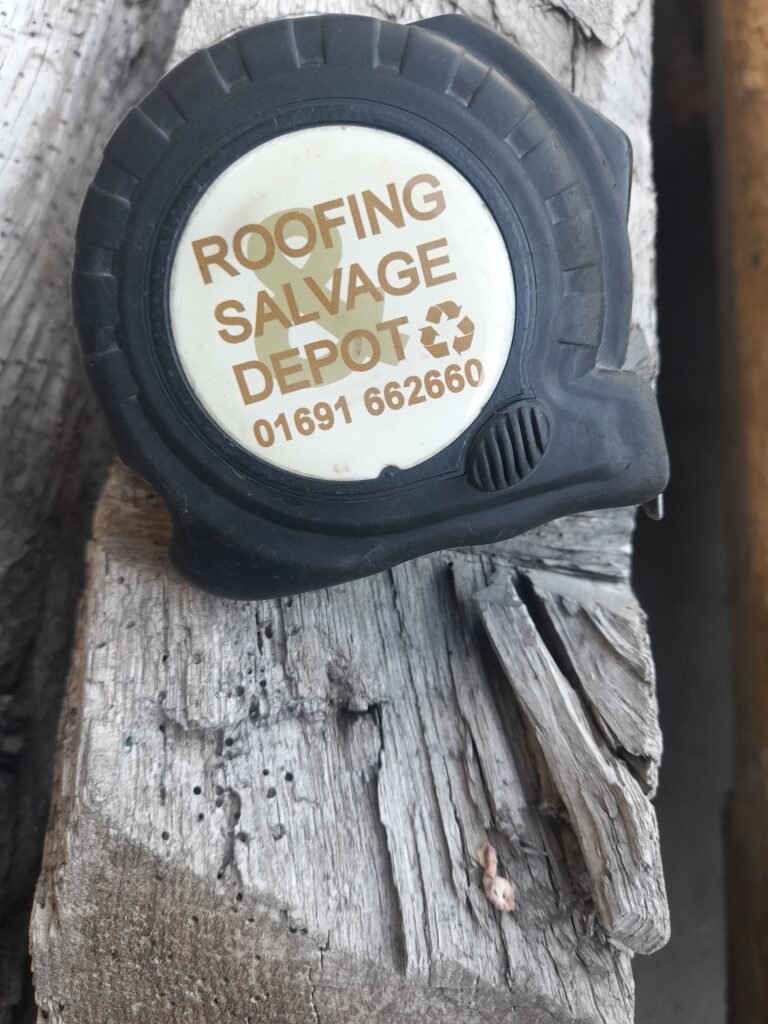 ROOFING
&
SALVAGE
DEPOT
01691 662660